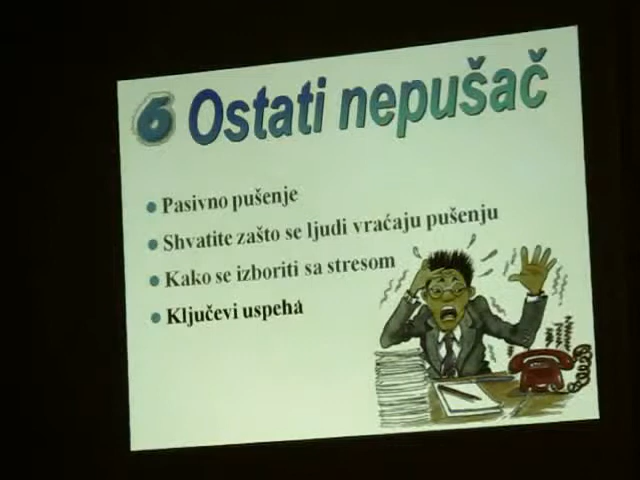 6 Ostati nepušač
Pasivno pušenje
Shvatite zašto se ljudi vraćaju pušenju
Kako se izboriti sa stresom
Ključevi uspeha